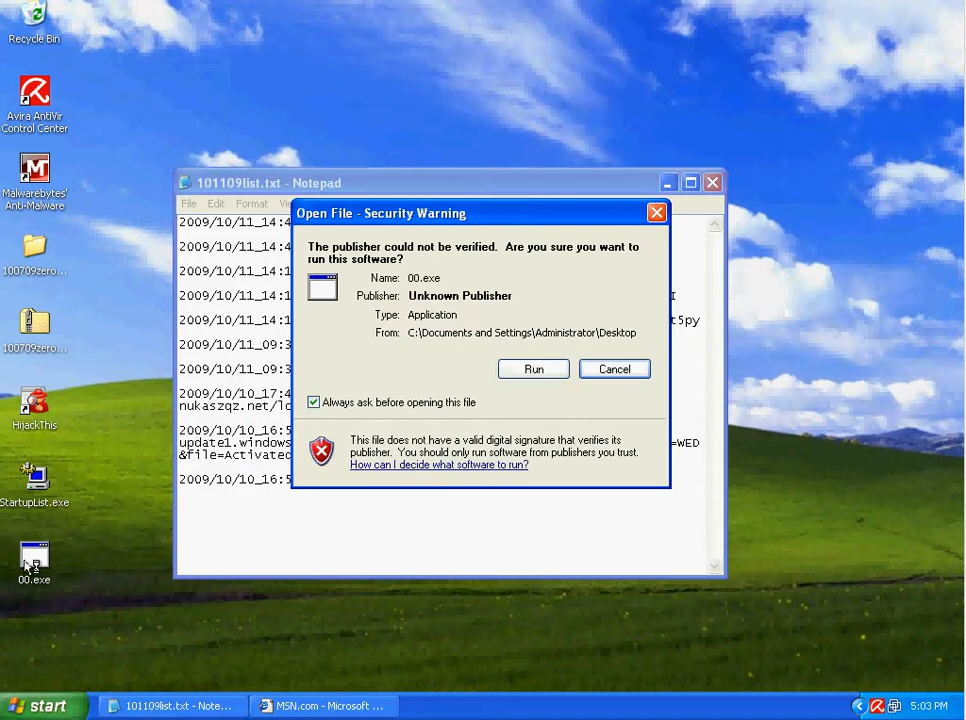 Recycle Bin
Avira AntiVir
Control Center
Malwarebytes'
Anti-Malware
100709zero...
100709zero...
HijackThis
StartupList.exe
00.exe
101109list.txt - Notepad
File Edit Format
2009/10/11_14:4
2009/10/11_14:4
2009/10/11_14:1
2009/10/11_14:1
2009/10/11_14:1 t5py
2009/10/11_09:3
2009/10/11_09:3
2009/10/10_17:4
nukaszqz.net/lo
2009/10/10_16:5
update1.windows =WED
&file=Activated
2009/10/10_16:5
Open File - Security Warning
The publisher could not be verified. Are you sure you want to
run this software?
Name: 00.exe
Publisher: Unknown Publisher
Type: Application
From: C:\Documents and Settings\Administrator\Desktop
Run Cancel
Always ask before opening this file
This file does not have a valid digital signature that verifies its
publisher. You should only run software from publishers you trust.
How can I decide what software to run?
start 101109list.txt - Note... MSN.com - Microsoft ... 5:03 PM